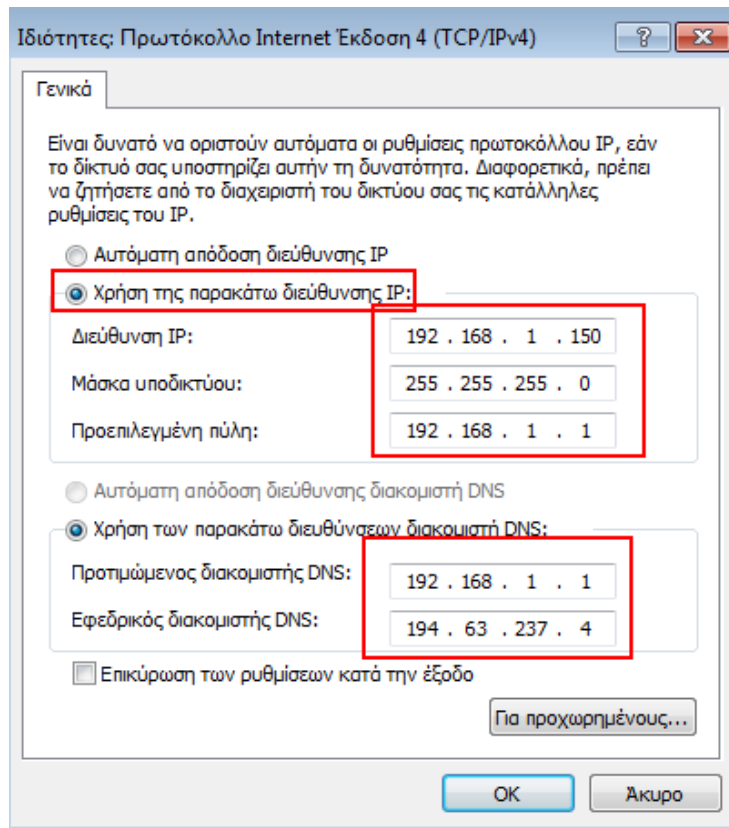 Ιδιότητες: Πρωτόκολλο Internet Έκδοση 4 (TCP/IPv4)
Γενικά
Είναι δυνατό να οριστούν αυτόματα οι ρυθμίσεις πρωτοκόλλου IP, εάν
το δίκτυό σας υποστηρίζει αυτήν τη δυνατότητα. Διαφορετικά, πρέπει
να ζητήσετε από το διαχειριστή του δικτύου σας τις κατάλληλες
ρυθμίσεις του IP.
Αυτόματη απόδοση διεύθυνσης IP
Χρήση της παρακάτω διεύθυνσης IP:
Διεύθυνση IP: 192 . 168 . 1 . 150
Μάσκα υποδικτύου: 255 . 255 . 255 . 0
Προεπιλεγμένη πύλη: 192 . 168 . 1 . 1
Αυτόματη απόδοση διεύθυνσης διακομιστή DNS
Χρήση των παρακάτω διευθύνσεων διακομιστή DNS:
Προτιμώμενος διακομιστής DNS: 192 . 168 . 1 . 1
Εφεδρικός διακομιστής DNS: 194 . 63 . 237 . 4
Επικύρωση των ρυθμίσεων κατά την έξοδο
Για προχωρημένους...
OK Άκυρο